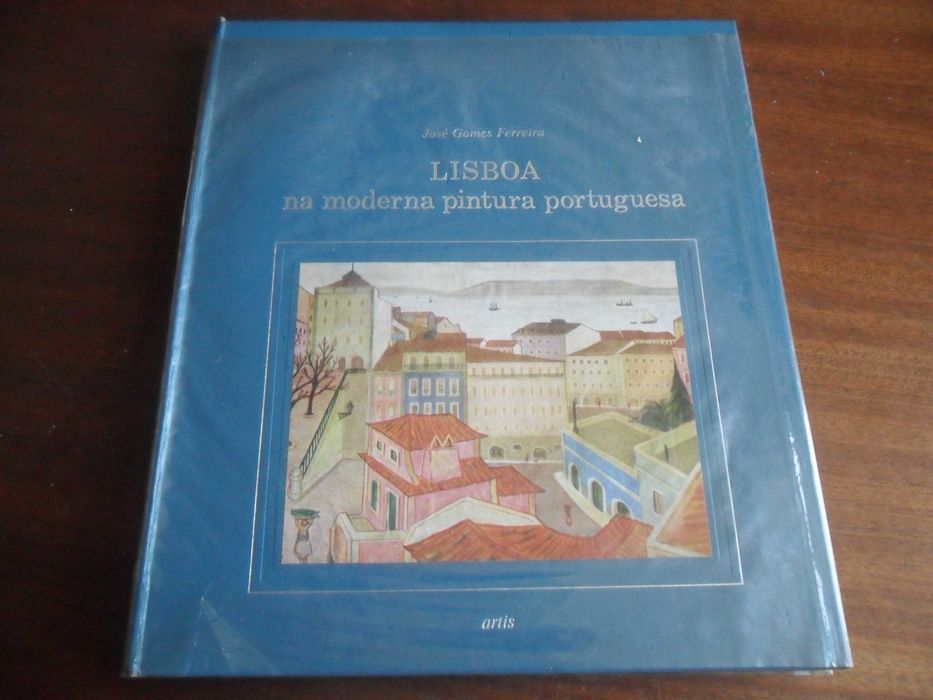 José Gomes Ferreira
LISBOA
na moderna pintura portuguesa
artis